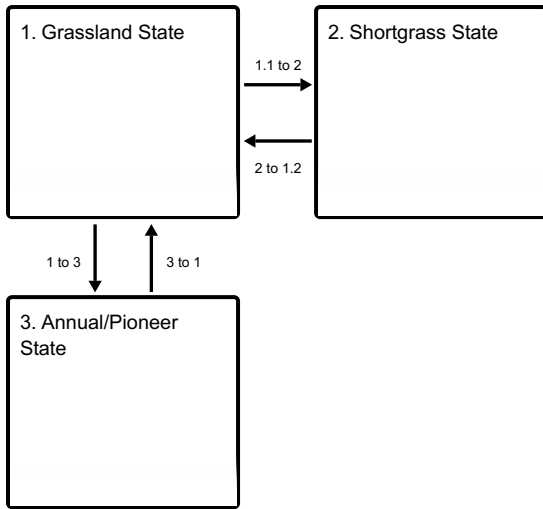 1. Grassland State
2. Shortgrass State
1.1 to 2
2 to 1.2
1 to 3
3 to 1
3. Annual/Pioneer
State